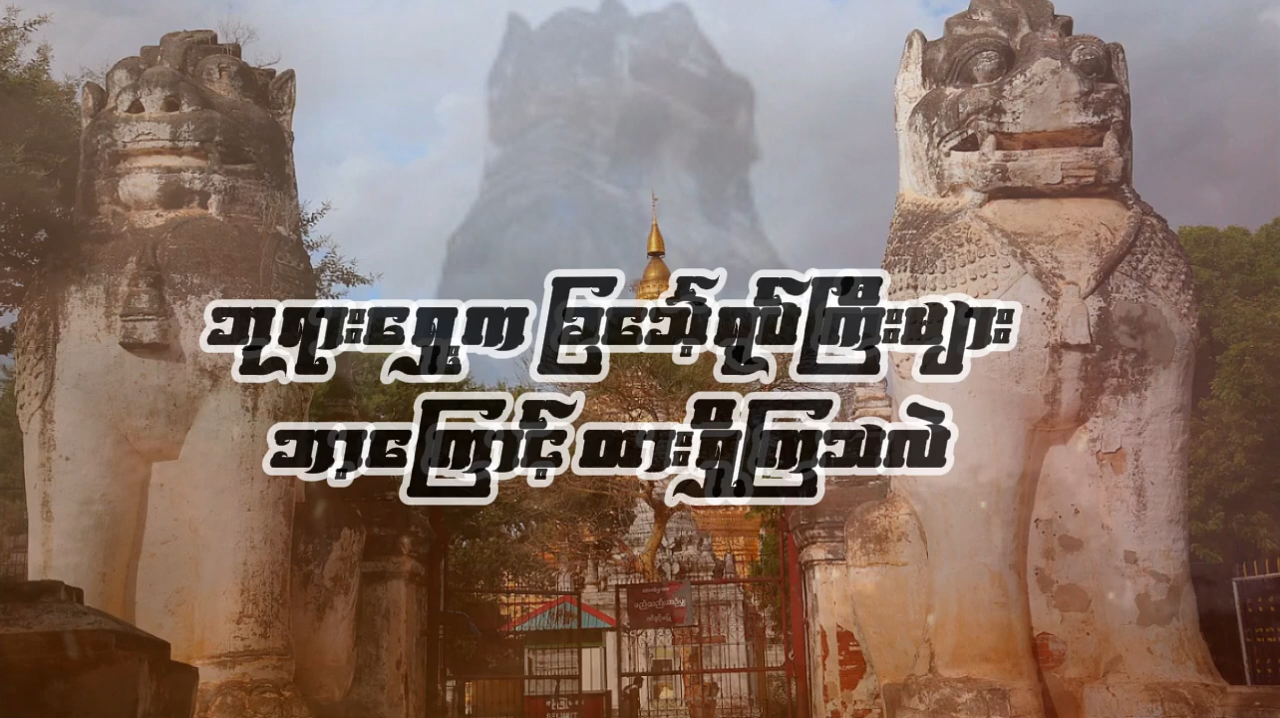 ဘုရားရှေ့က ခြင်္သေ့ရုပ်ကြီးများ
ဘာ့ကြောင့် ထားရှိကြသလဲ